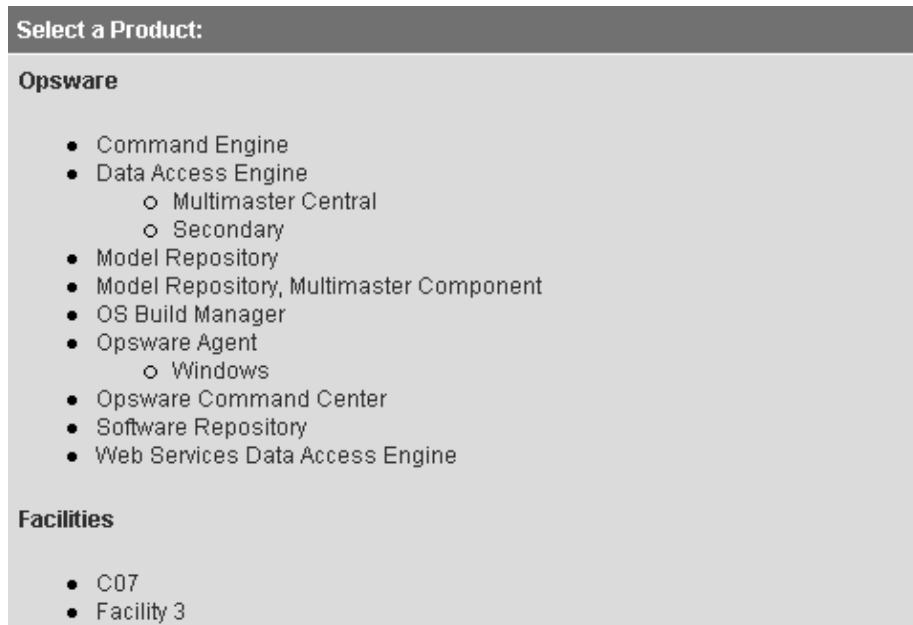 Select a Product:
Opsware
Command Engine
Data Access Engine
Multimaster Central
Secondary
Model Repository
Model Repository, Multimaster Component
OS Build Manager
Opsware Agent
Windows
Opsware Command Center
Software Repository
Web Services Data Access Engine
Facilities
C07
Facility 3